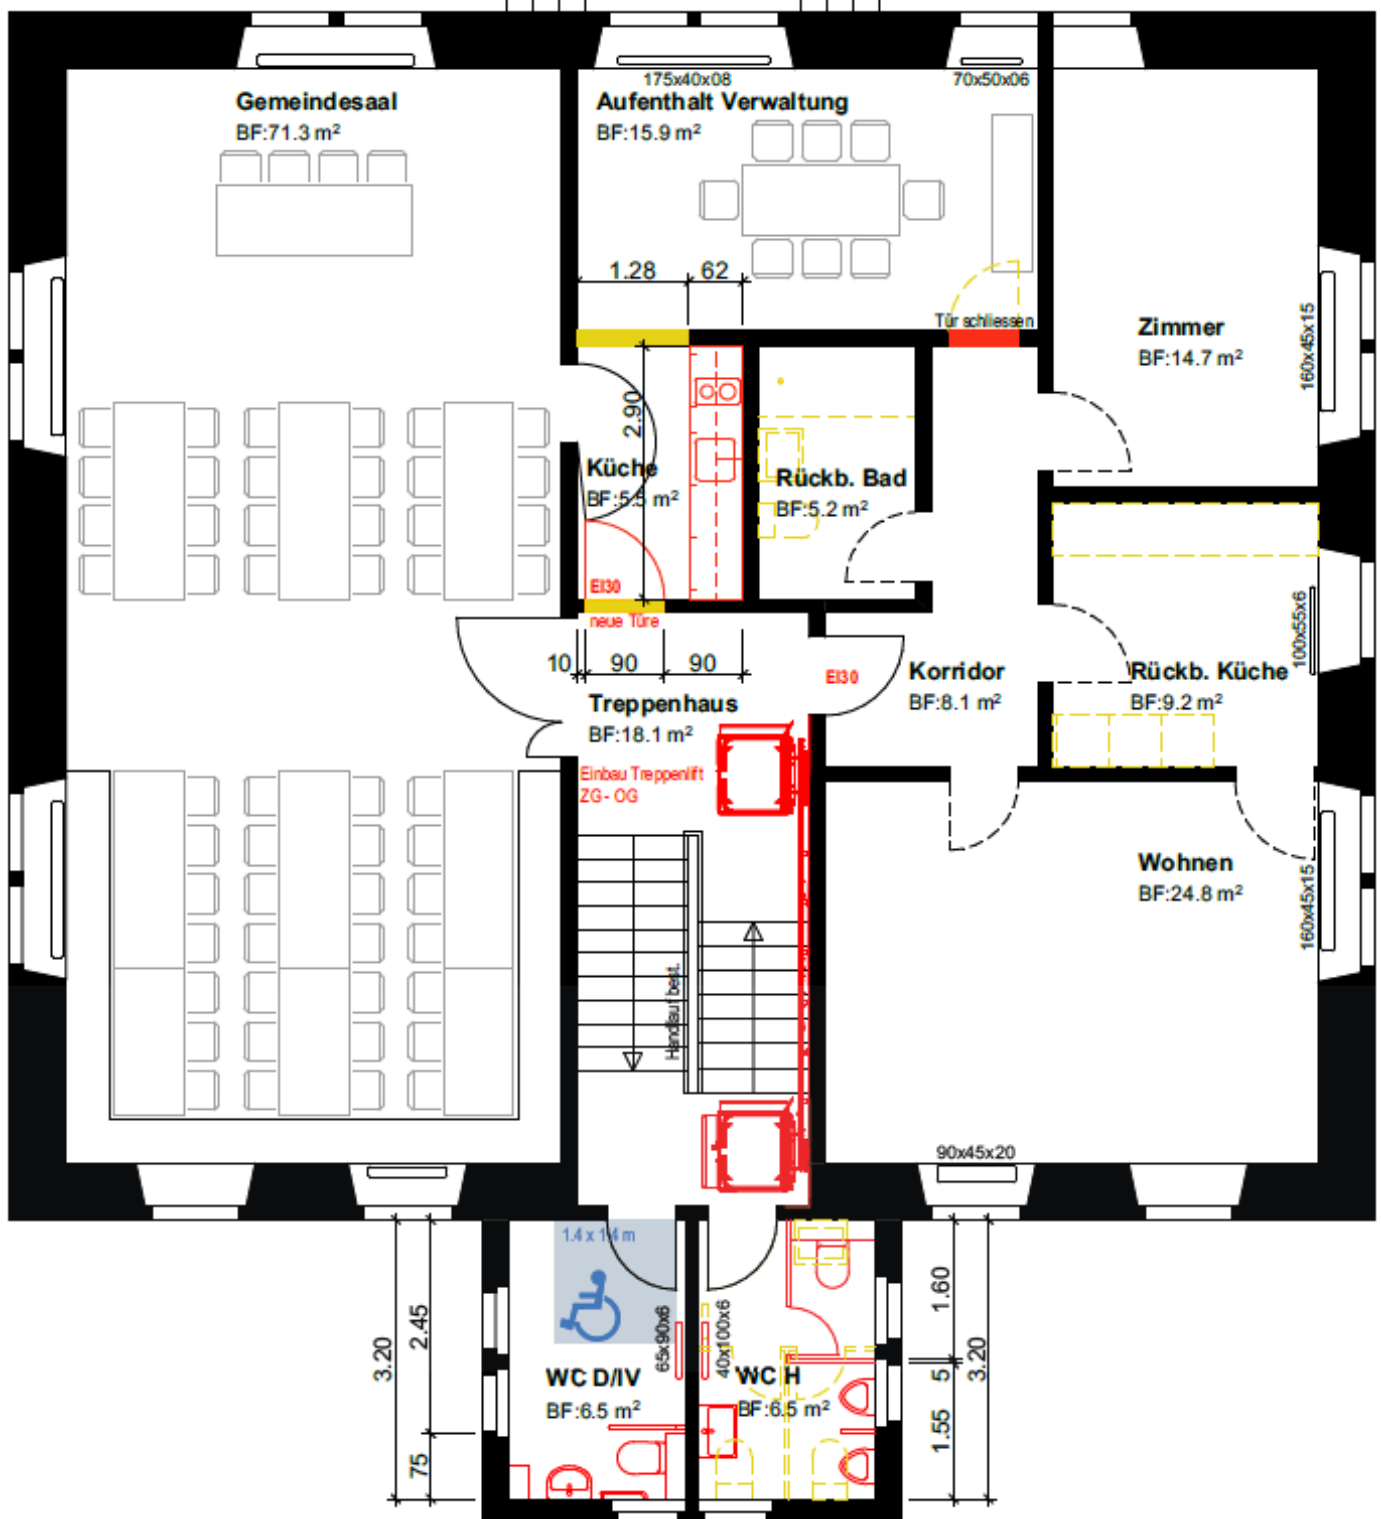 175x40x08
70x50x06
Gemeindesaal
BF:71.3 m²
Aufenthalt Verwaltung
BF:15.9 m²
1.28
62
Tür schliessen
Zimmer
BF:14.7 m²
160x45x15
2.90
Küche
BF:5.5 m²
Rückb. Bad
BF:5.2 m²
EI30
neue Türe
10
90
90
EI30
Korridor
BF:8.1 m²
Rückb. Küche
BF:9.2 m²
100x55x6
Treppenhaus
BF:18.1 m²
Einbau Treppenlift
ZG - OG
Wohnen
BF:24.8 m²
160x45x15
Handlauf best.
90x45x20
1.4 x 1.4 m
3.20
2.45
75
65x90x6
40x100x6
WC D/IV
BF:6.5 m²
WC H
BF:6.5 m²
1.60
5
1.55
3.20